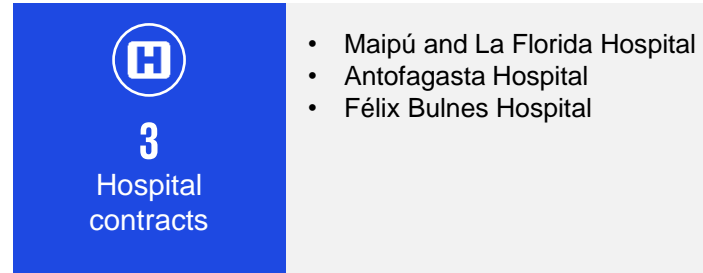 H
3
Hospital
contracts
• Maipú and La Florida Hospital
• Antofagasta Hospital
• Félix Bulnes Hospital